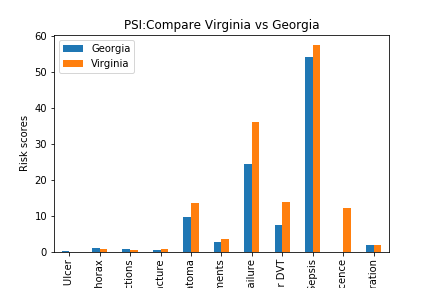 PSI:Compare Virginia vs Georgia
Georgia
Virginia
Risk scores
60
50
40
30
20
10
0
Ulcer
horax
ctions
cture
atoma
ments
ailure
r DVT
epsis
cence
ration